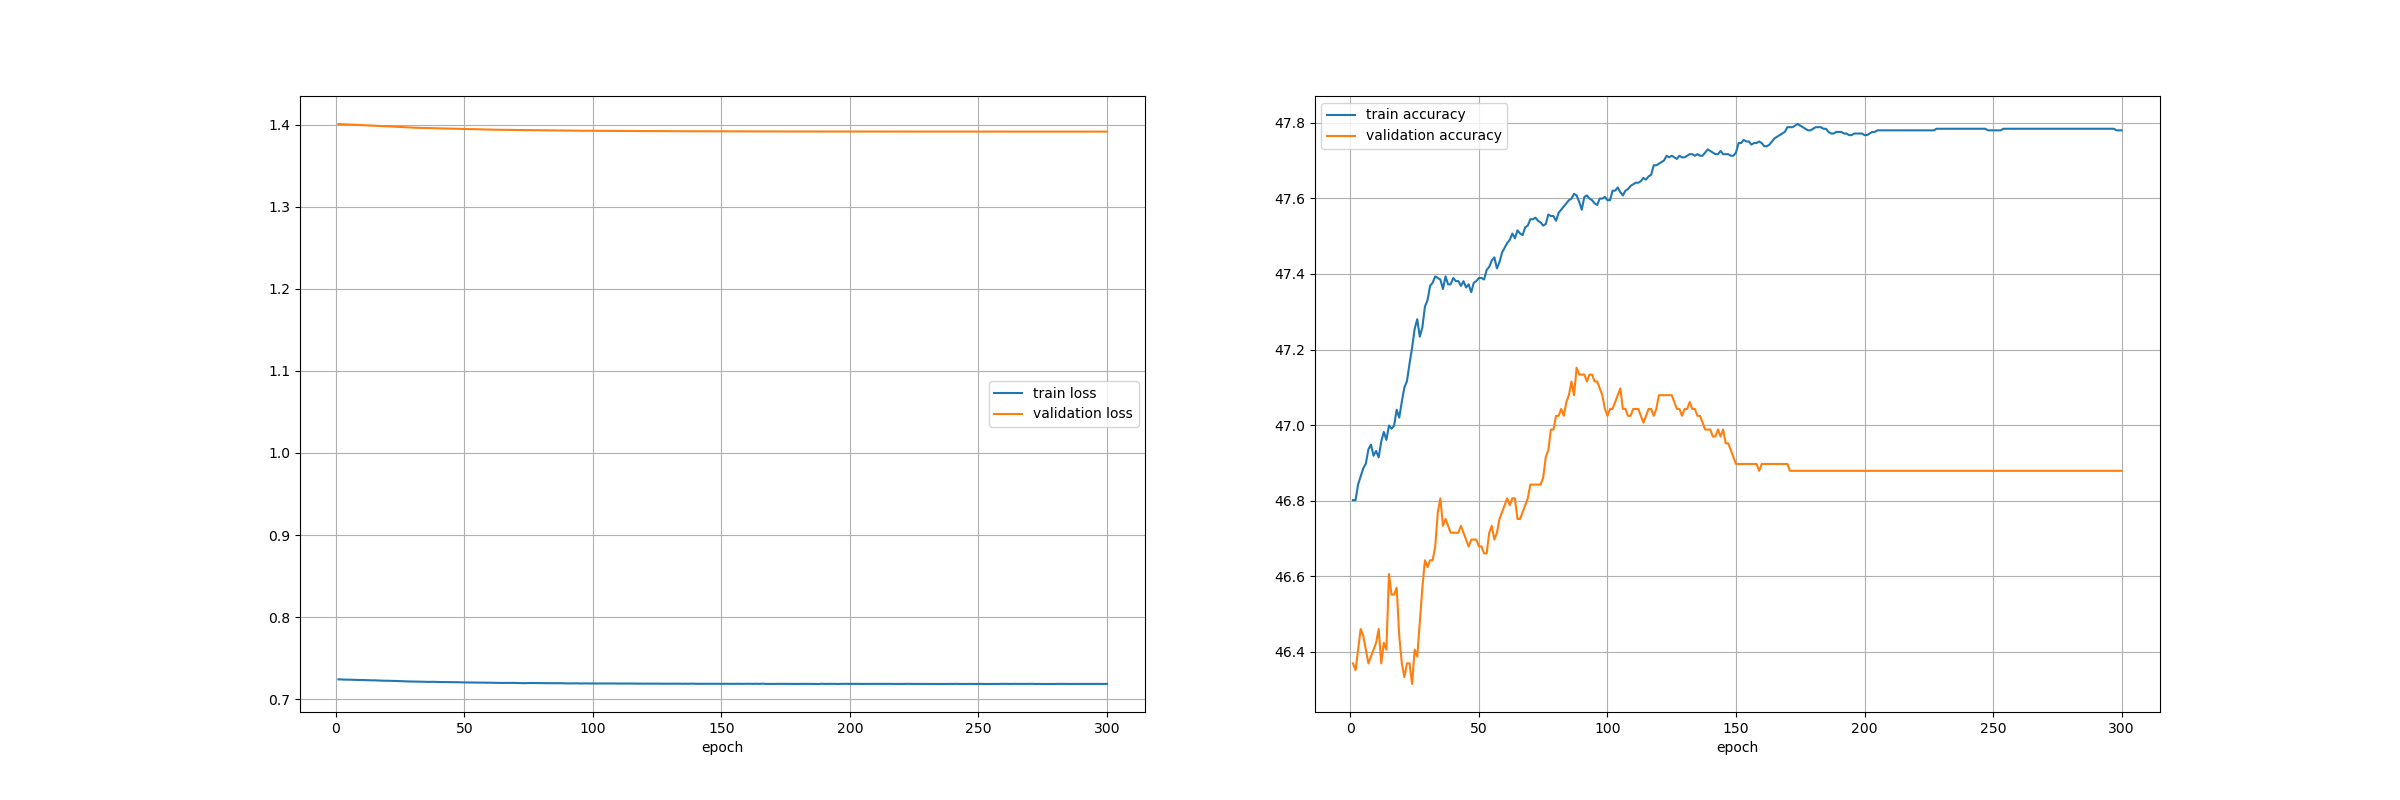 1.4
1.3
1.2
1.1
1.0
0.9
0.8
0.7
train loss
validation loss
0 50 100 150 200 250 300
epoch
train accuracy
validation accuracy
47.8
47.6
47.4
47.2
47.0
46.8
46.6
46.4
0 50 100 150 200 250 300
epoch